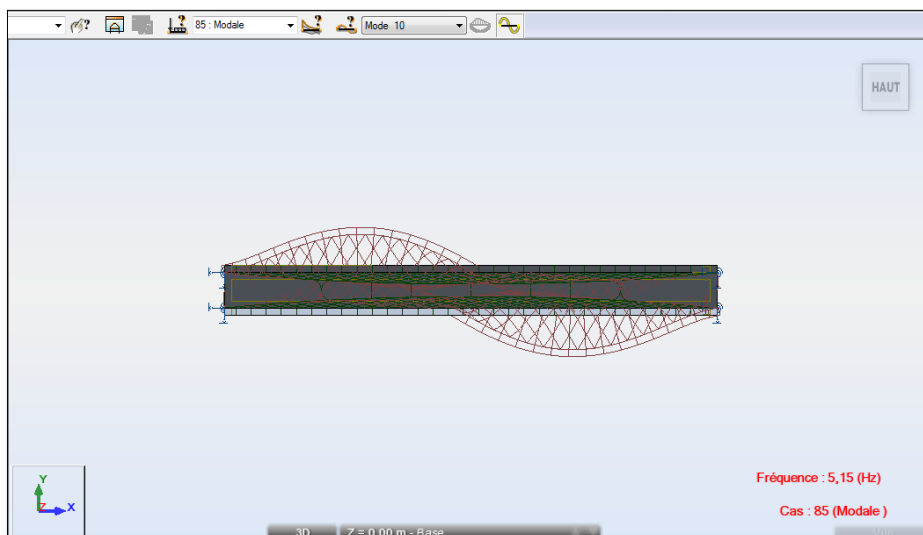 85 : Modale Mode 10
HAUT
Y
Z X
Fréquence : 5,15 (Hz)
Cas : 85 (Modale )
3D Z = 0,00 m - Base